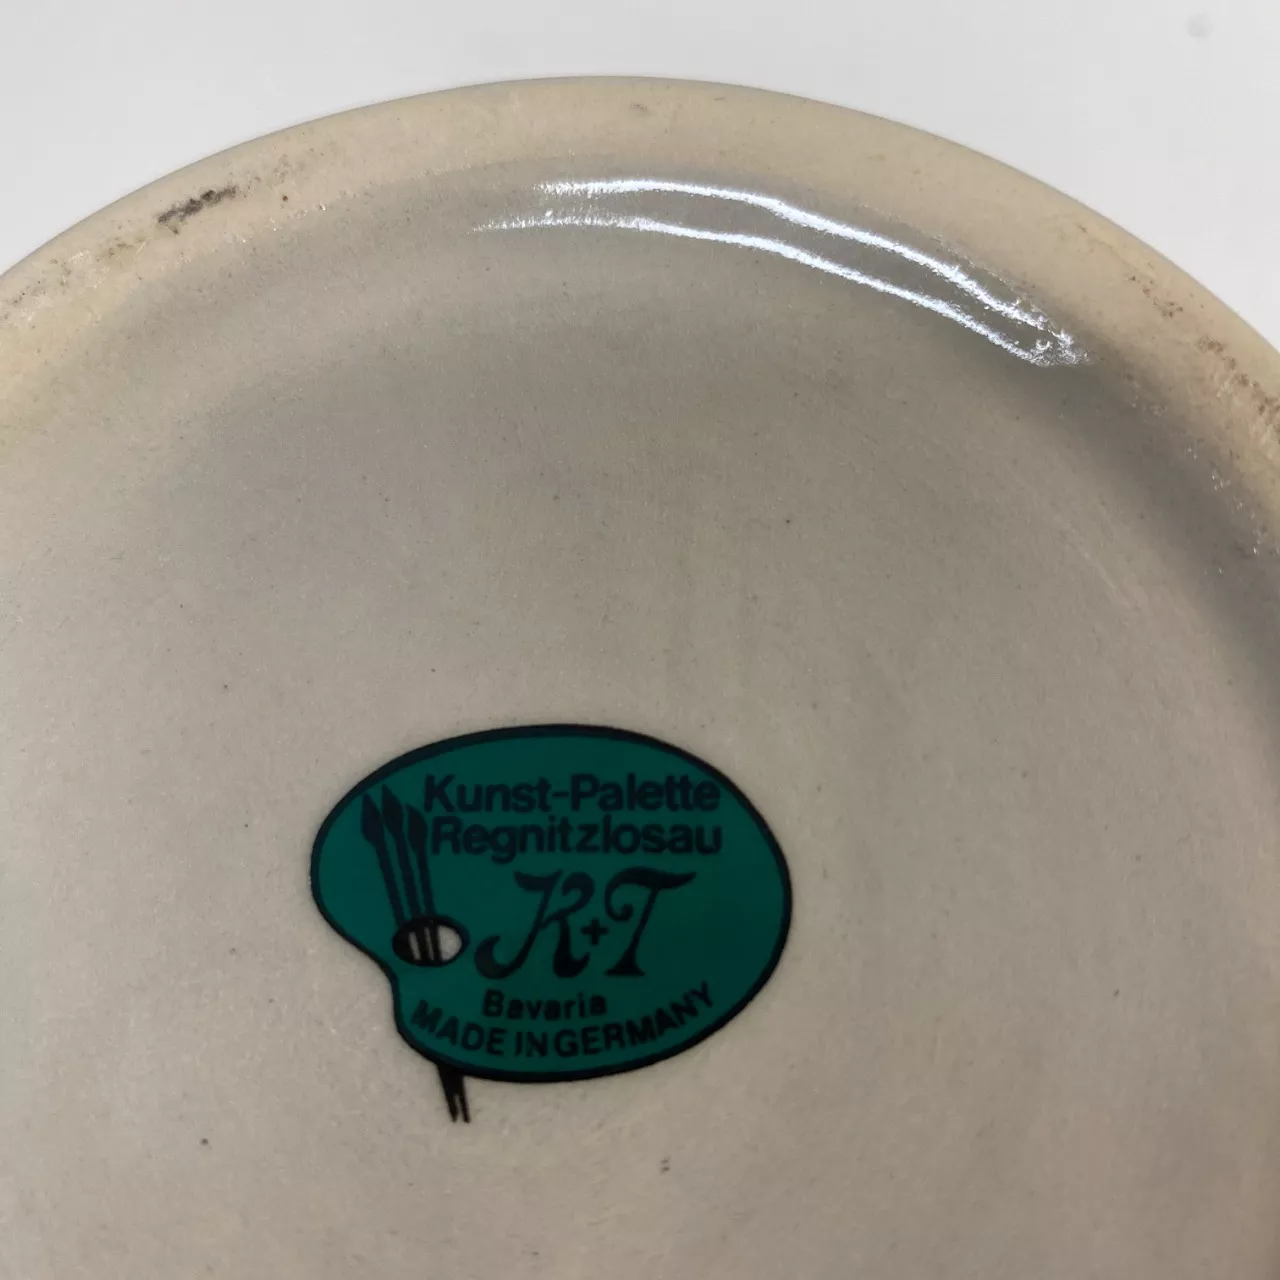 Kunst-Palette
Regnitzlosau
K+T
Bavaria
MADE IN GERMANY